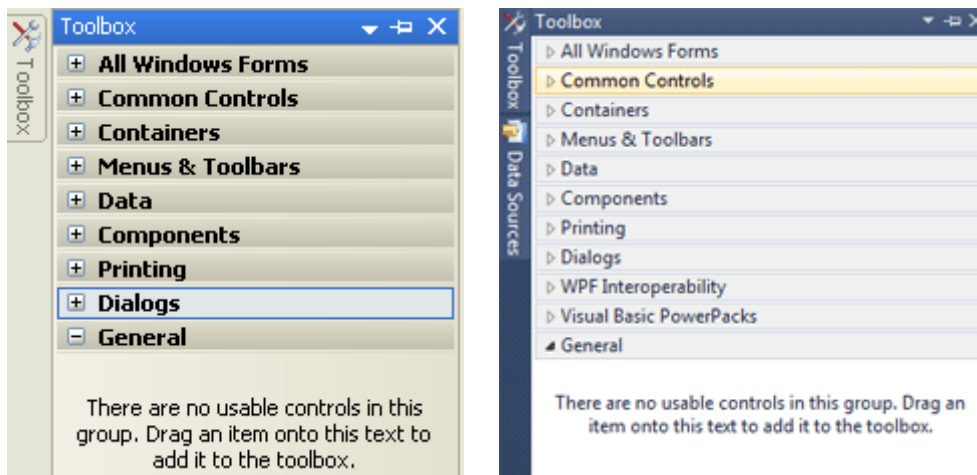 Toolbox
Toolbox
All Windows Forms
Common Controls
Containers
Menus & Toolbars
Data
Components
Printing
Dialogs
General
There are no usable controls in this
group. Drag an item onto this text to
add it to the toolbox.
Toolbox
Data Sources
Toolbox
All Windows Forms
Common Controls
Containers
Menus & Toolbars
Data
Components
Printing
Dialogs
WPF Interoperability
Visual Basic PowerPacks
General
There are no usable controls in this group. Drag an
item onto this text to add it to the toolbox.